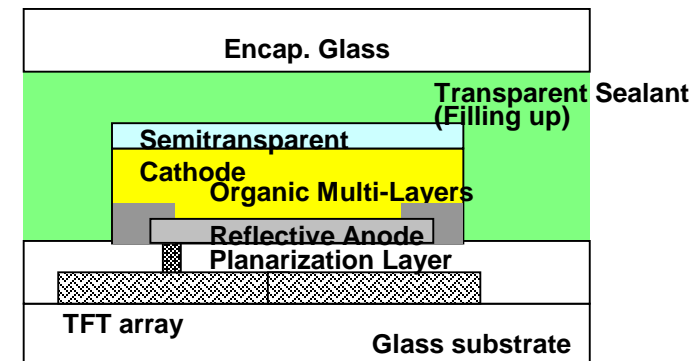 Encap. Glass
Transparent Sealant
(Filling up)
Semitransparent
Cathode
Organic Multi-Layers
Reflective Anode
Planarization Layer
TFT array
Glass substrate